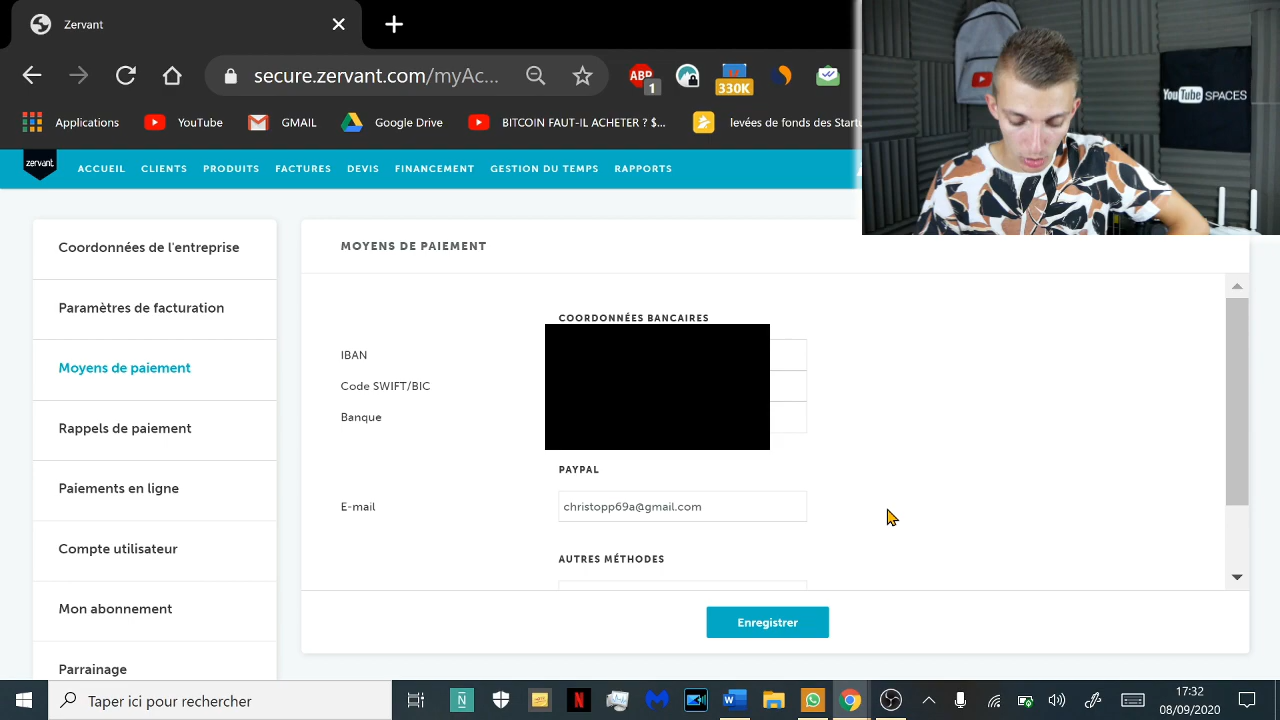 Zervant
secure.zervant.com/myAc...
ABP
1
330K
Applications
YouTube
GMAIL
Google Drive
BITCOIN FAUT-IL ACHETER ? $...
levées de fonds des Start
YouTube SPACES
zervant
ACCUEIL
CLIENTS
PRODUITS
FACTURES
DEVIS
FINANCEMENT
GESTION DU TEMPS
RAPPORTS
Coordonnées de l'entreprise
Paramètres de facturation
Moyens de paiement
Rappels de paiement
Paiements en ligne
Compte utilisateur
Mon abonnement
Parrainage
MOYENS DE PAIEMENT
COORDONNÉES BANCAIRES
IBAN
Code SWIFT/BIC
Banque
PAYPAL
E-mail
christopp69a@gmail.com
AUTRES MÉTHODES
Enregistrer
Taper ici pour rechercher
17:32
08/09/2020